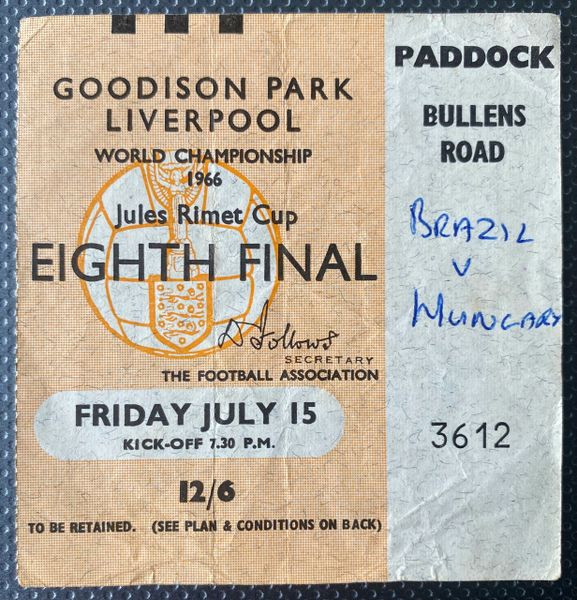 GOODISON PARK
LIVERPOOL
WORLD CHAMPIONSHIP
1966
Jules Rimet Cup
EIGHTH FINAL
D Follows
SECRETARY
THE FOOTBALL ASSOCIATION
FRIDAY JULY 15
KICK-OFF 7.30 P.M.
12/6
TO BE RETAINED. (SEE PLAN & CONDITIONS ON BACK)
PADDOCK
BULLENS
ROAD
BRAZIL
V
HUNGARY
3612